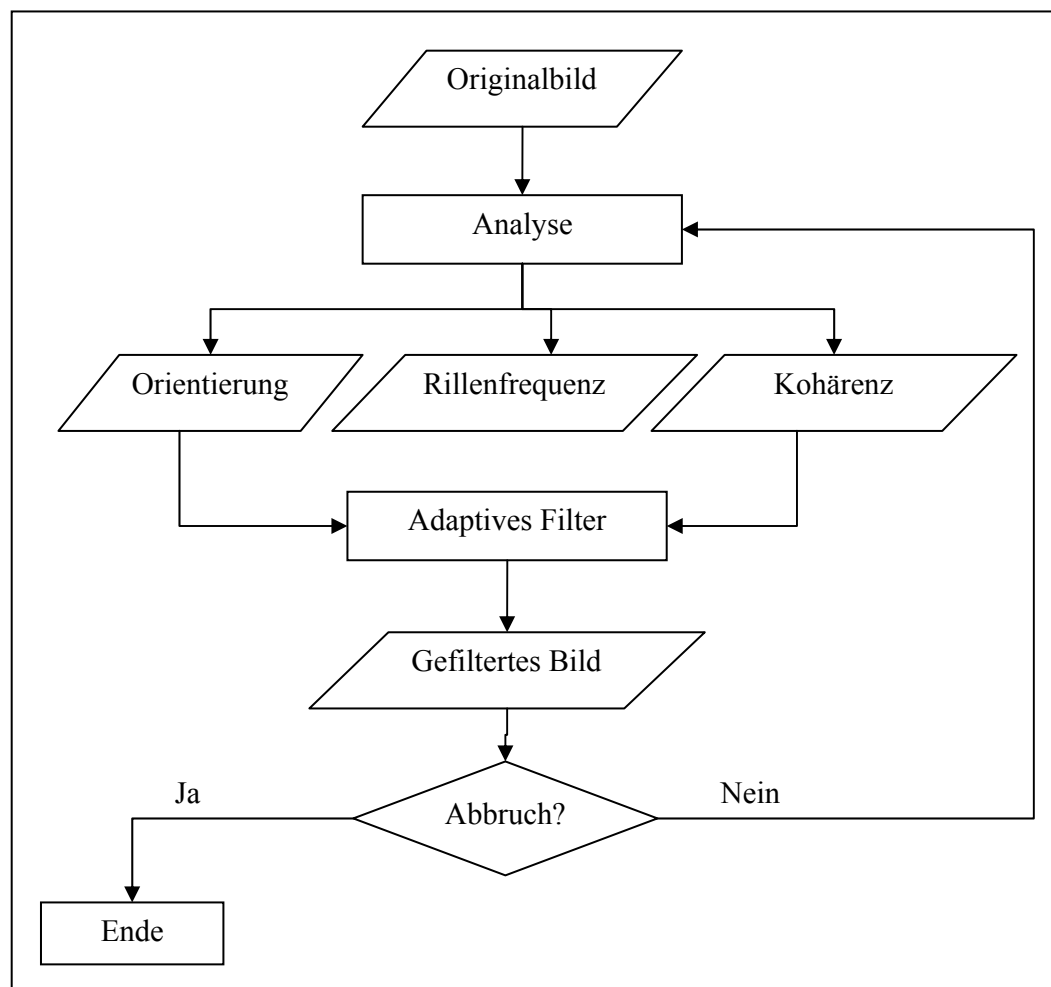 Originalbild
Analyse
Orientierung
Rillenfrequenz
Kohärenz
Adaptives Filter
Gefiltertes Bild
Abbruch?
Ja
Nein
Ende